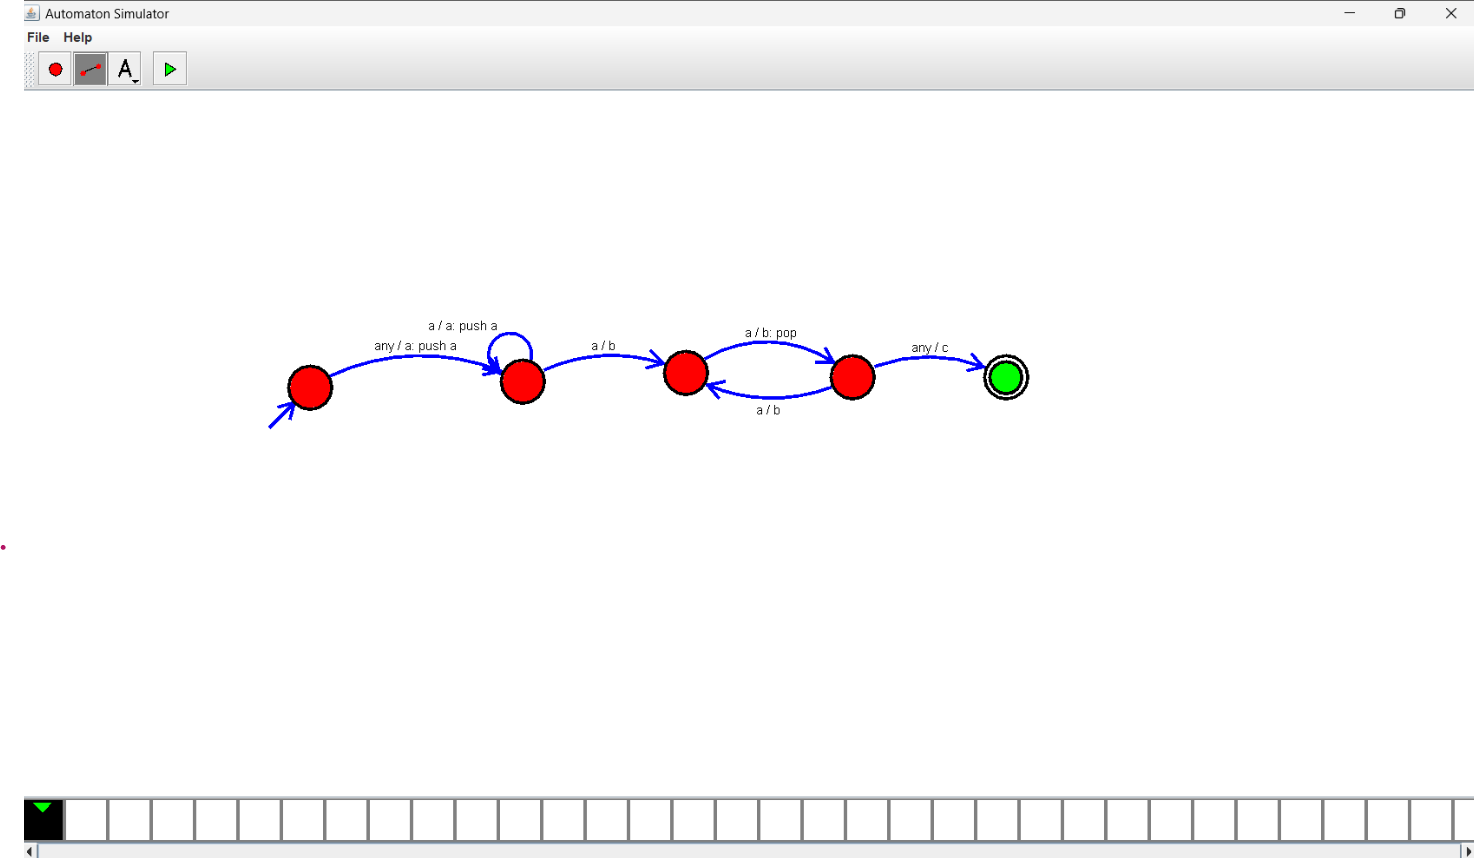 Automaton Simulator
File Help
A
a / a: push a
any / a: push a
a / b
a / b: pop
any / c
a / b